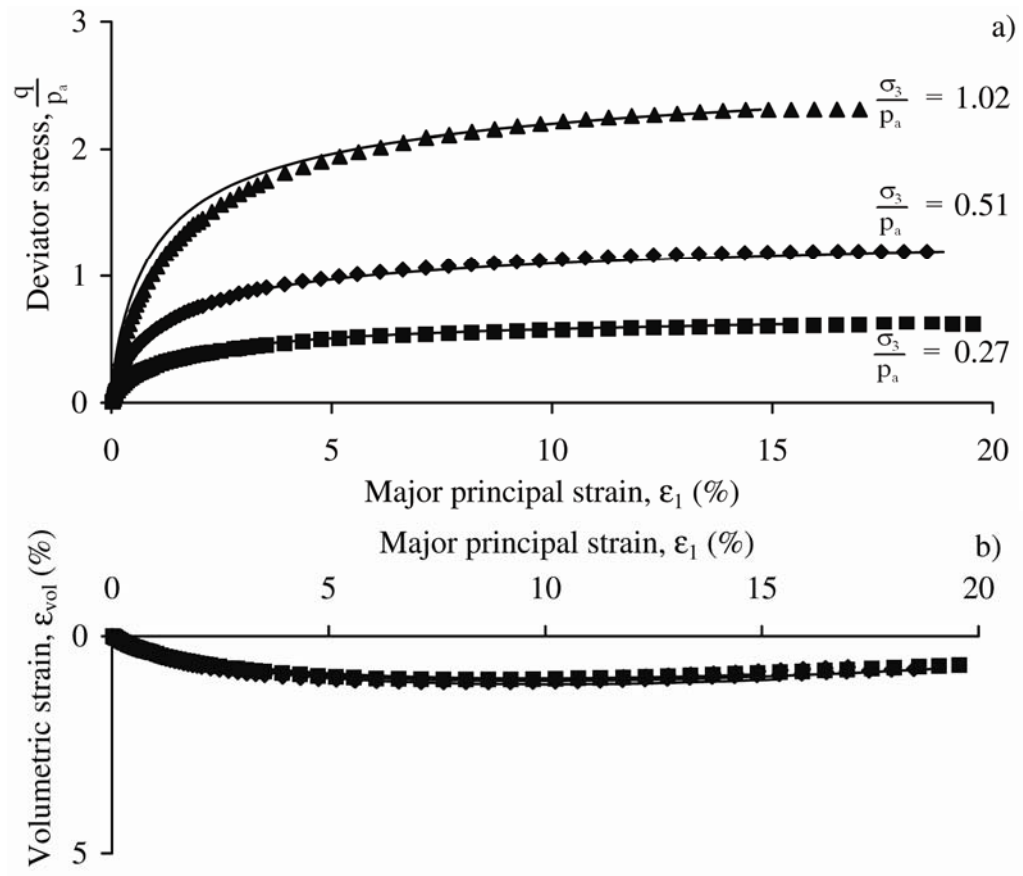 a)
3
2
1
0
Deviator stress, q/pₐ
σ₃/pₐ = 1.02
σ₃/pₐ = 0.51
σ₃/pₐ = 0.27
0 5 10 15 20
Major principal strain, ε₁ (%)
Major principal strain, ε₁ (%)
b)
0 5 10 15 20
0
5
Volumetric strain, εvol (%)